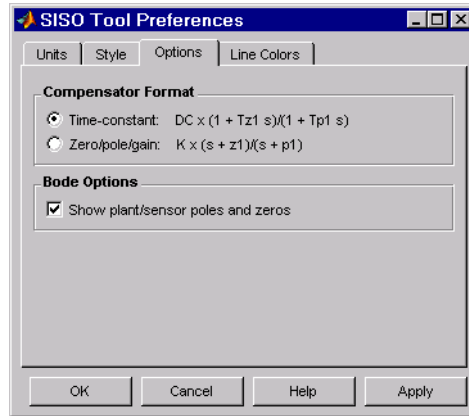 SISO Tool Preferences
Units Style Options Line Colors
Compensator Format
Time-constant: DC x (1 + Tz1 s)/(1 + Tp1 s)
Zero/pole/gain: K x (s + z1)/(s + p1)
Bode Options
Show plant/sensor poles and zeros
OK Cancel Help Apply